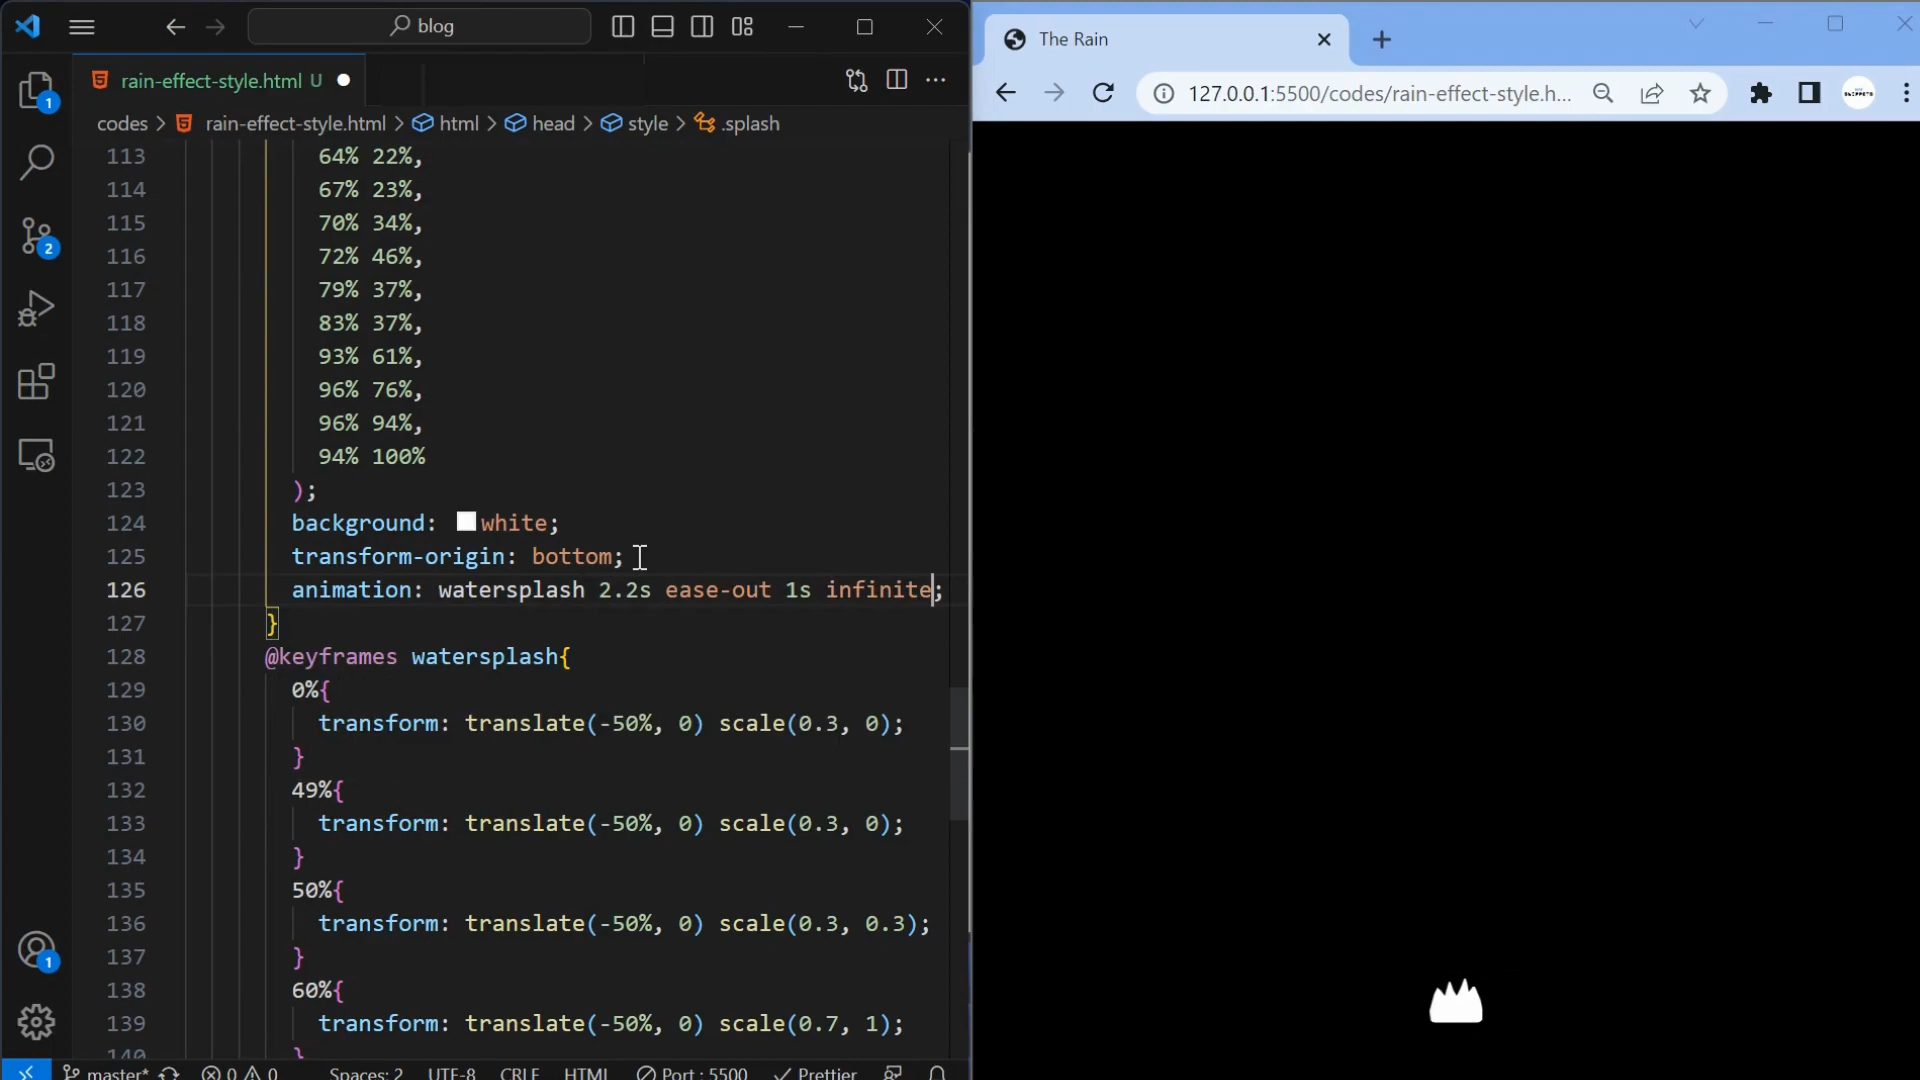 blog
rain-effect-style.html U
codes > rain-effect-style.html > html > head > style > .splash
113 64% 22%,
114 67% 23%,
115 70% 34%,
116 72% 46%,
117 79% 37%,
118 83% 37%,
119 93% 61%,
120 96% 76%,
121 96% 94%,
122 94% 100%
123 );
124 background: white;
125 transform-origin: bottom;
126 animation: watersplash 2.2s ease-out 1s infinite;
127 }
128 @keyframes watersplash{
129 0%{
130 transform: translate(-50%, 0) scale(0.3, 0);
131 }
132 49%{
133 transform: translate(-50%, 0) scale(0.3, 0);
134 }
135 50%{
136 transform: translate(-50%, 0) scale(0.3, 0.3);
137 }
138 60%{
139 transform: translate(-50%, 0) scale(0.7, 1);
140 }
1
2
1
master* 0 0 Spaces: 2 UTF-8 CRLF HTML Port : 5500 Prettier
The Rain
127.0.0.1:5500/codes/rain-effect-style.h...